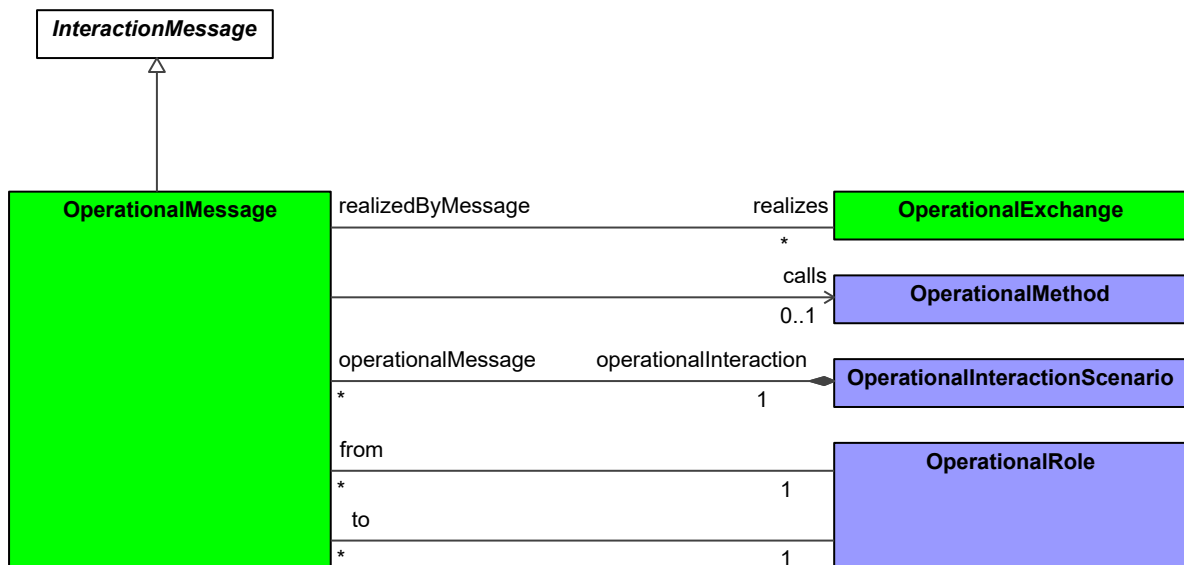 InteractionMessage
OperationalMessage
realizedByMessage
realizes
OperationalExchange
*
calls
OperationalMethod
0..1
operationalMessage
operationalInteraction
OperationalInteractionScenario
*
1
from
OperationalRole
*
1
to
*
1